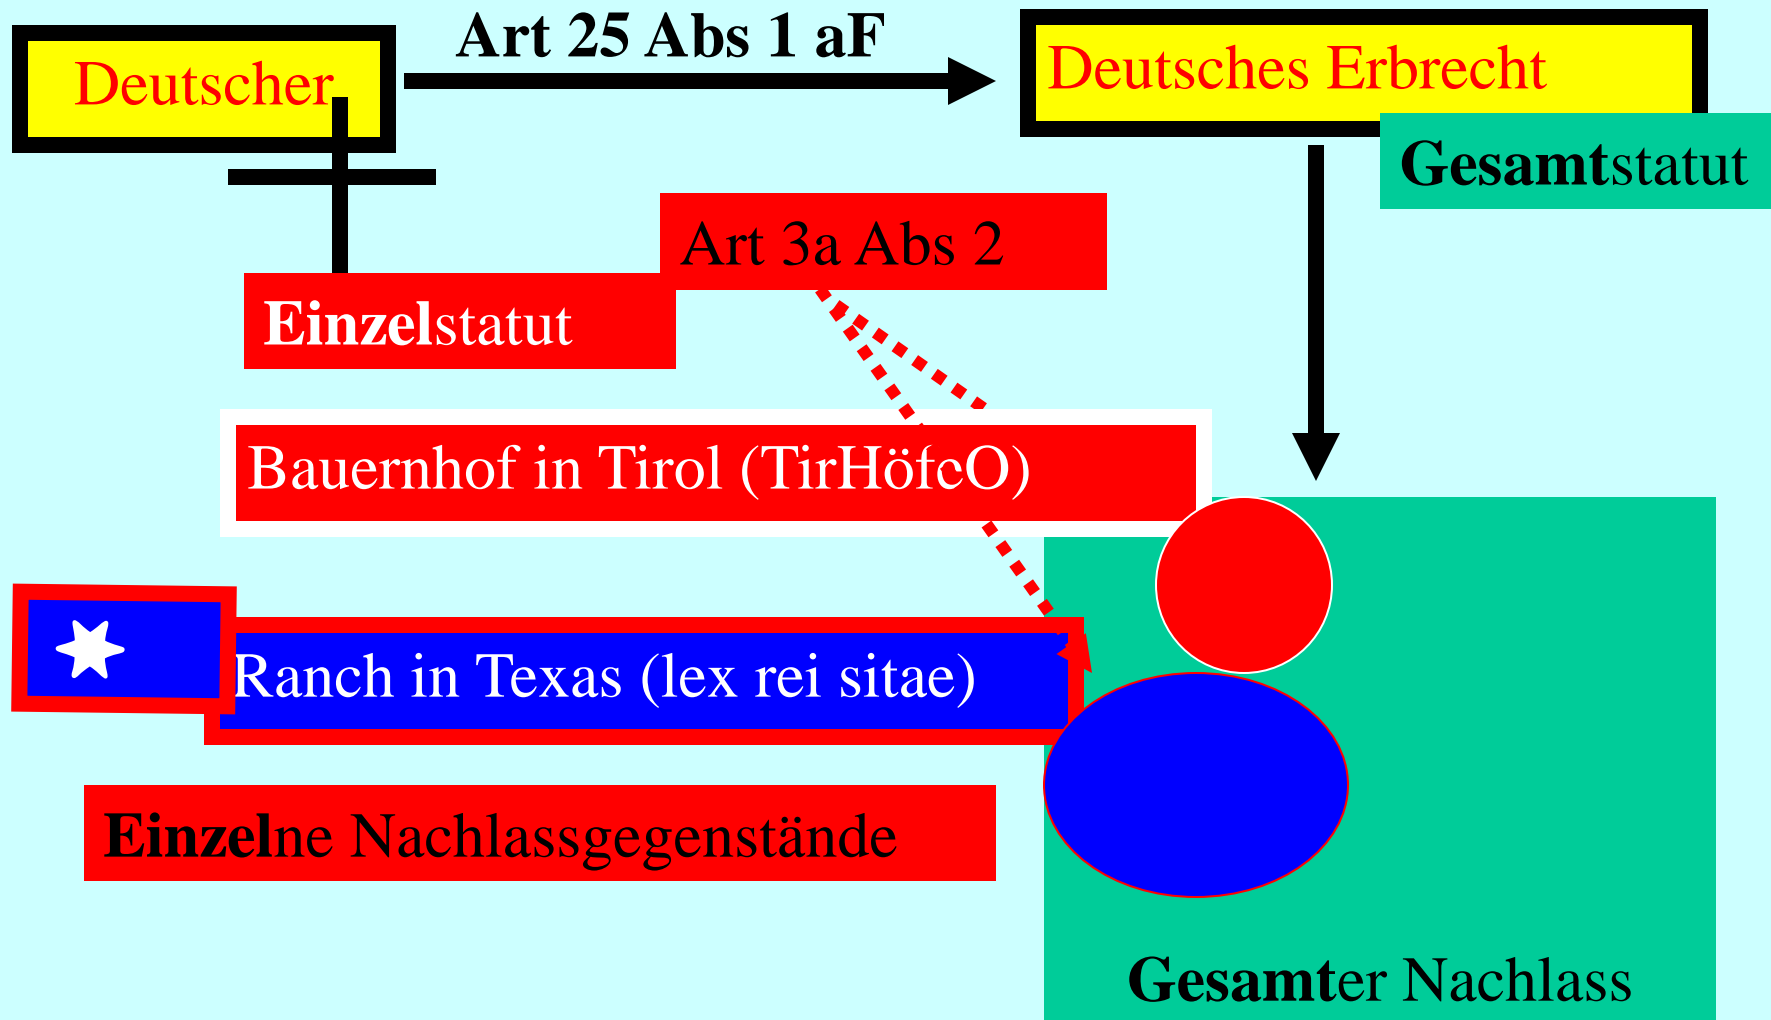 Art 25 Abs 1 aF
Deutscher
Deutsches Erbrecht
Gesamtstatut
Art 3a Abs 2
Einzelstatut
Bauernhof in Tirol (TirHöfeO)
Ranch in Texas (lex rei sitae)
Einzelne Nachlassgegenstände
Gesamter Nachlass